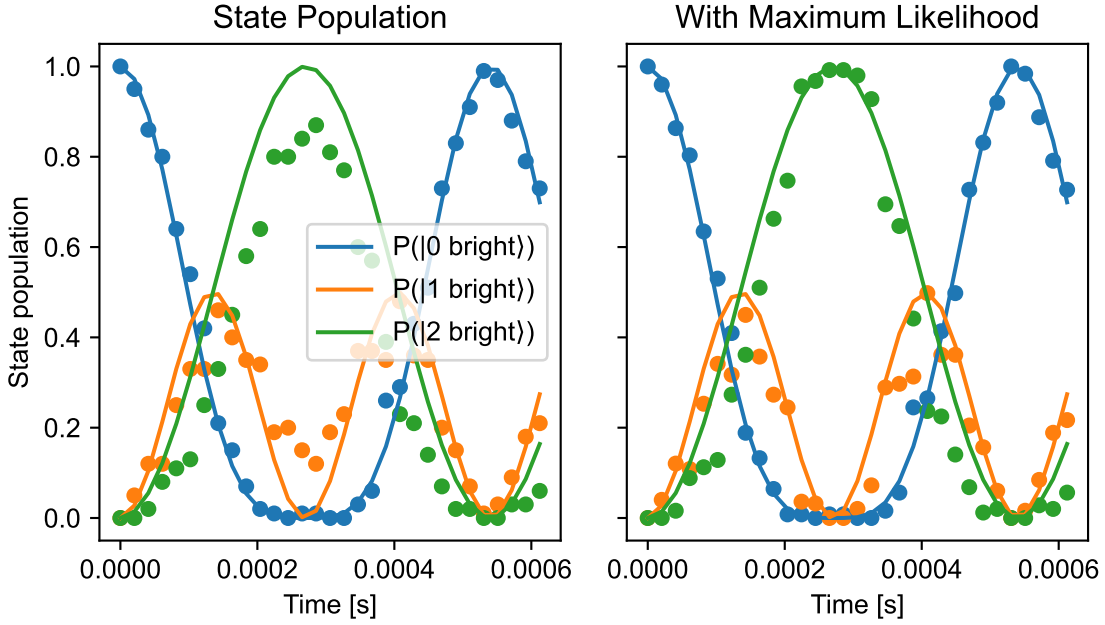 State Population
With Maximum Likelihood
State population
1.0
0.8
0.6
0.4
0.2
0.0
P(|0 bright⟩)
P(|1 bright⟩)
P(|2 bright⟩)
0.0000 0.0002 0.0004 0.0006
Time [s]
0.0000 0.0002 0.0004 0.0006
Time [s]